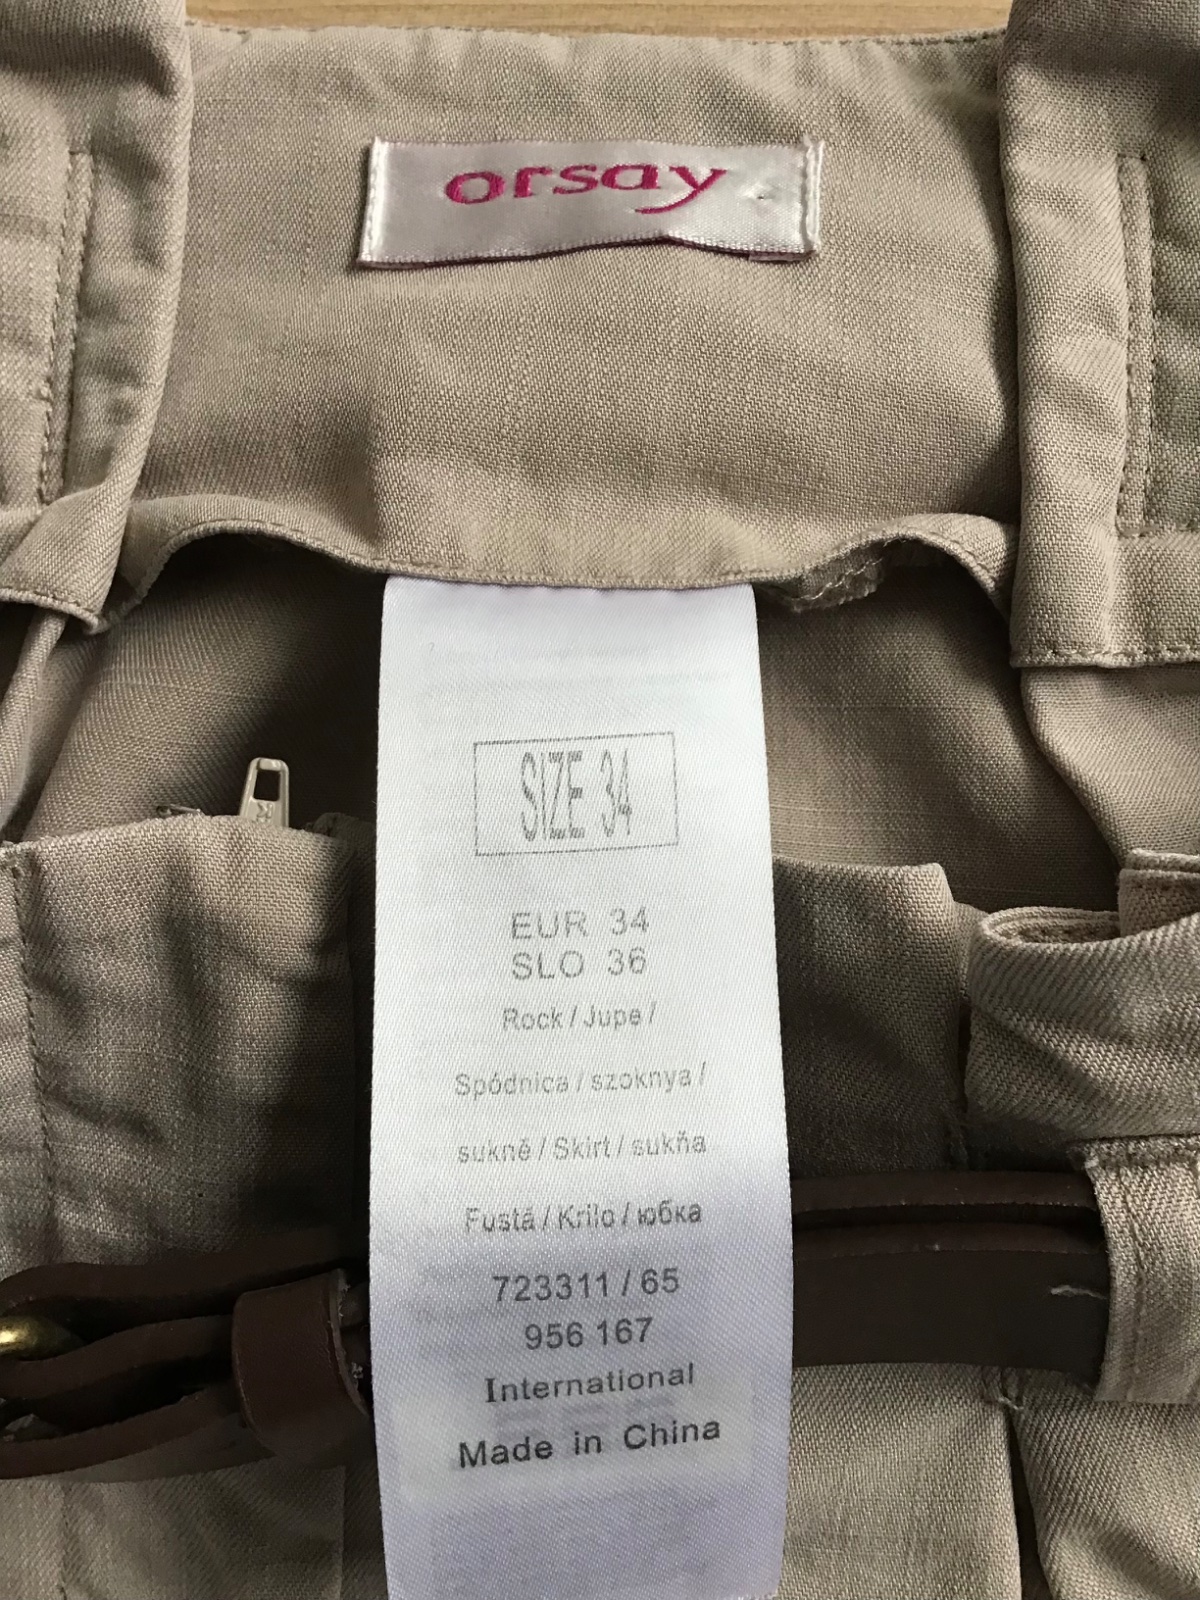 orsay
SIZE 34
EUR 34
SLO 36
Rock / Jupe /
Spódnica / szoknya /
sukně / Skirt / sukňa
Fustă / Krilo / юбка
723311 / 65
956 167
International
Made in China